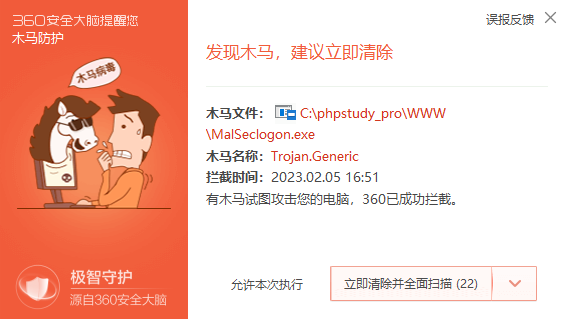 360安全大脑提醒您
木马防护
木马病毒
极智守护
源自360安全大脑
误报反馈
发现木马，建议立即清除
木马文件： C:\phpstudy_pro\WWW
\MalSeclogon.exe
木马名称：Trojan.Generic
拦截时间：2023.02.05 16:51
有木马试图攻击您的电脑，360已成功拦截。
允许本次执行
立即清除并全面扫描 (22)